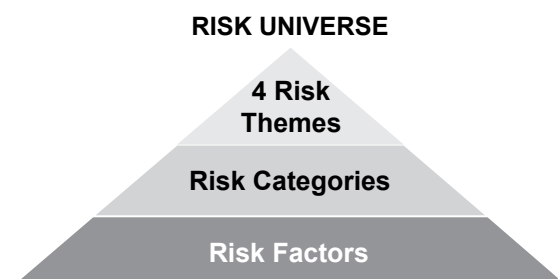 RISK UNIVERSE
4 Risk
Themes
Risk Categories
Risk Factors